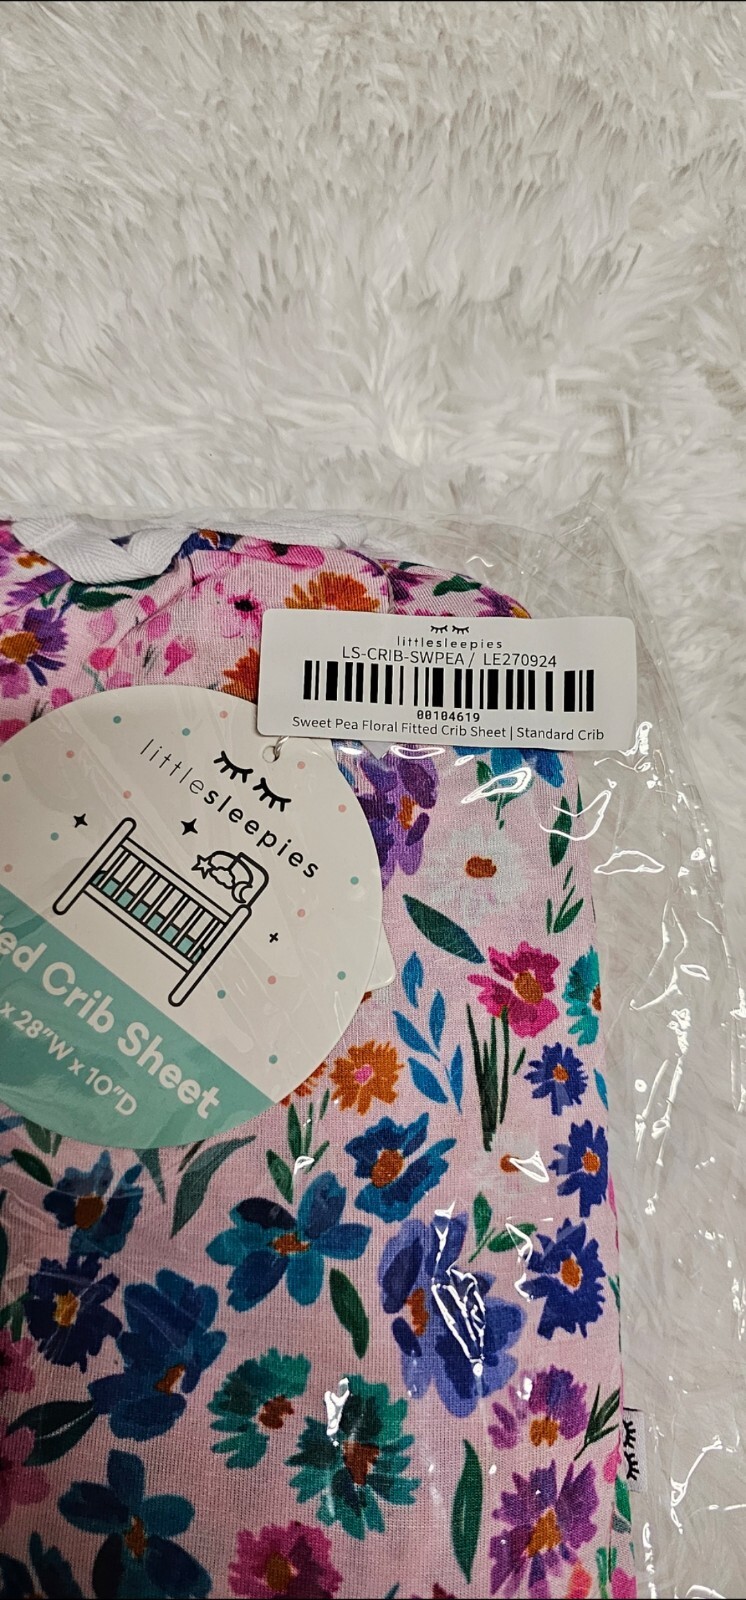 littlesleepies
LS-CRIB-SWPEA / LE270924
00104619
Sweet Pea Floral Fitted Crib Sheet | Standard Crib
littlesleepies
ed Crib Sheet
x 28"W x 10"D